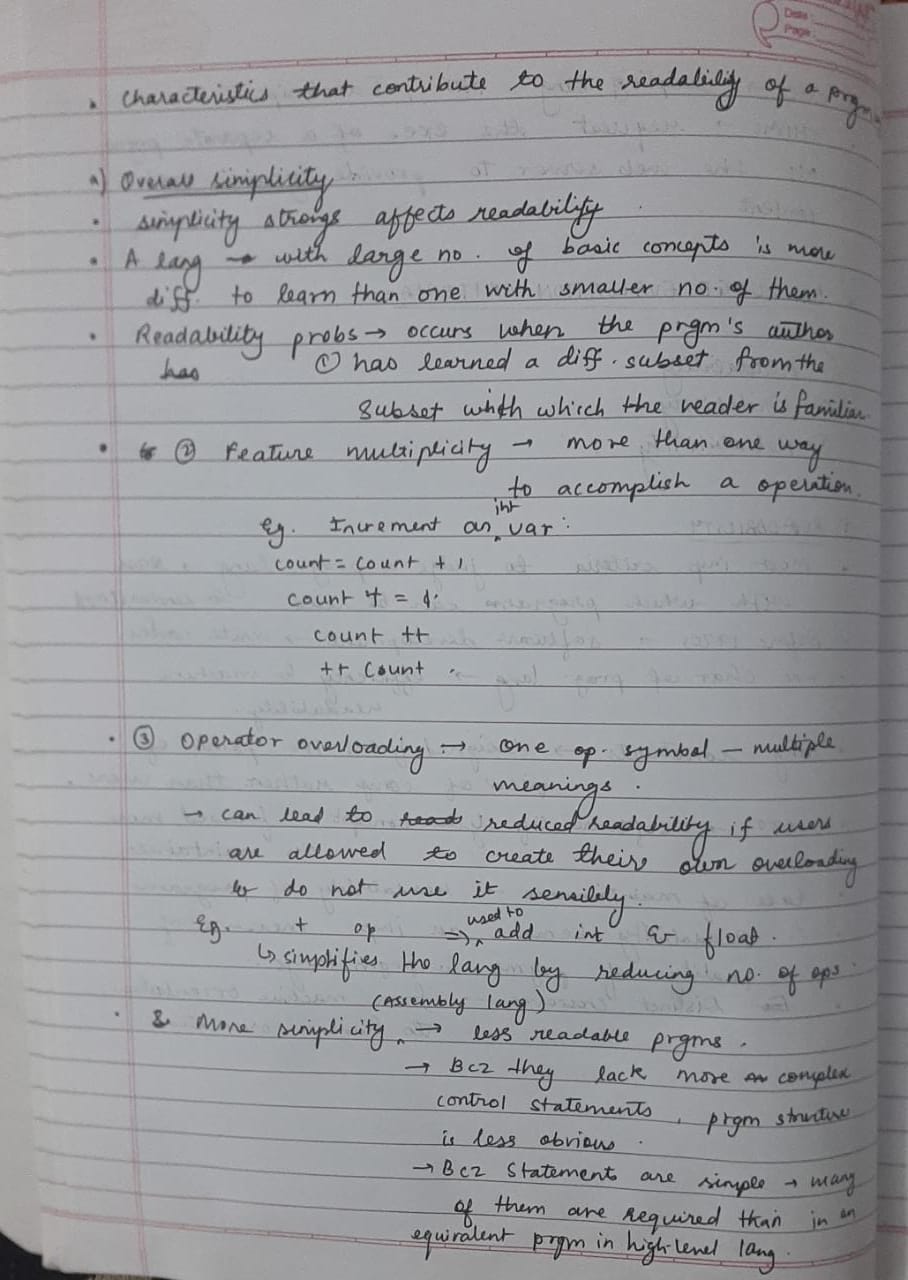 Date :
Page :
• Characteristics that contribute to the readability of a prgm
a) Overall simplicity
• simplicity strongs affects readability
• A lang → with large no. of basic concepts is more
diff. to learn than one with smaller no. of them.
• Readability probs → occurs when the prgm's author
has ① has learned a diff. subset from the
subset whth which the reader is familiar
• ② Feature multiplicity → more than one way
to accomplish a operation.
Eg. Increment an int var :
count = count + 1
count += 1;
count ++
++ count
• ③ Operator overloading → one op. symbol — multiple
meanings.
→ can lead to reduced readability if users
are allowed to create their own overloading
& do not use it sensibly.
Eg. + op ⇒ used to add int & float.
↳ simplifies the lang by reducing no. of ops
(Assembly lang)
• & More simplicity → less readable prgms.
→ Bcz they lack more complex
control statements, prgm structure
is less obvious.
→ Bcz statement are simple → many
of them are required than in an
equivalent prgm in high-level lang.